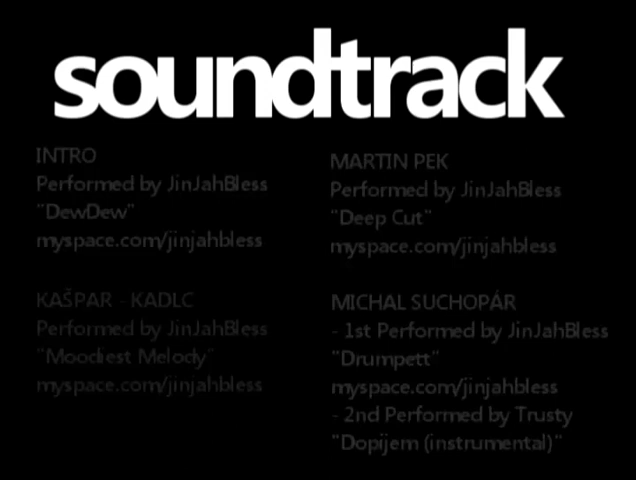 soundtrack
INTRO
Performed by JinJahBless
"DewDew"
myspace.com/jinjahbless
KAŠPAR - KADLC
Performed by JinJahBless
"Moodiest Melody"
myspace.com/jinjahbless
MARTIN PEK
Performed by JinJahBless
"Deep Cut"
myspace.com/jinjahbless
MICHAL SUCHOPÁR
- 1st Performed by JinJahBless
"Drumpett"
myspace.com/jinjahbless
- 2nd Performed by Trusty
"Dopijem (instrumental)"